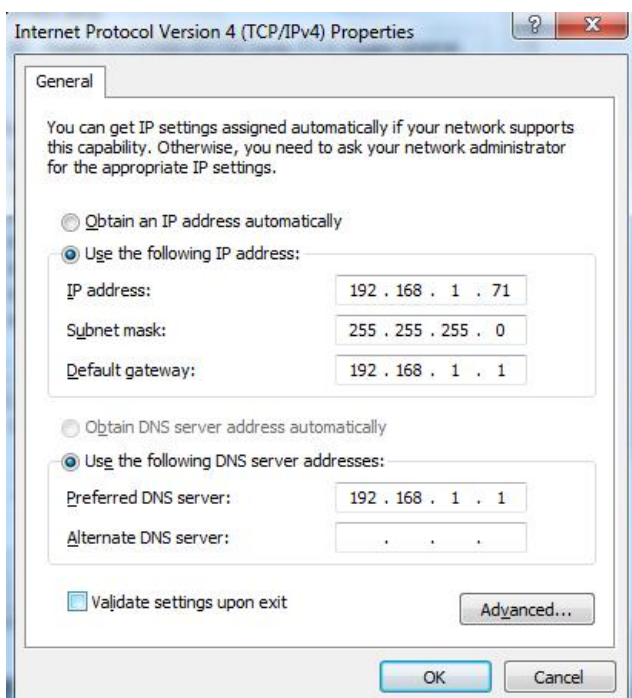 Internet Protocol Version 4 (TCP/IPv4) Properties
General
You can get IP settings assigned automatically if your network supports
this capability. Otherwise, you need to ask your network administrator
for the appropriate IP settings.
Obtain an IP address automatically
Use the following IP address:
IP address: 192 . 168 . 1 . 71
Subnet mask: 255 . 255 . 255 . 0
Default gateway: 192 . 168 . 1 . 1
Obtain DNS server address automatically
Use the following DNS server addresses:
Preferred DNS server: 192 . 168 . 1 . 1
Alternate DNS server: . . .
Validate settings upon exit
Advanced...
OK Cancel